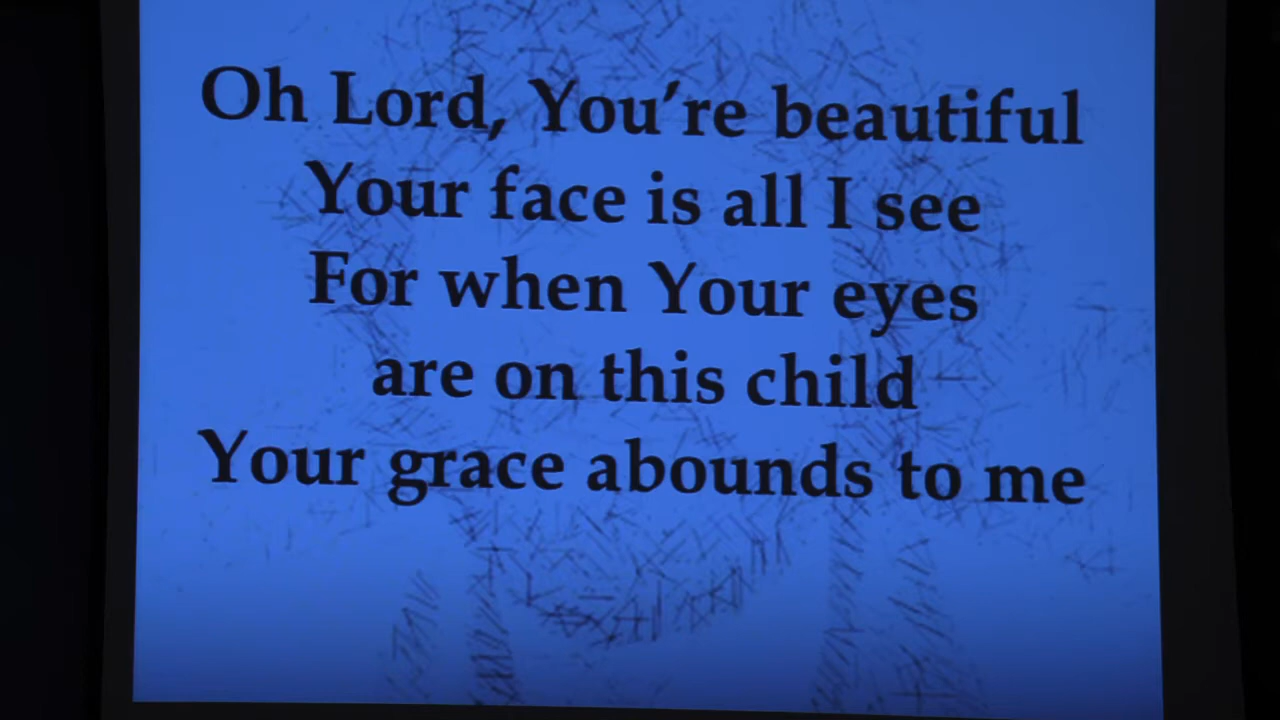 Oh Lord, You're beautiful
Your face is all I see
For when Your eyes
are on this child
Your grace abounds to me